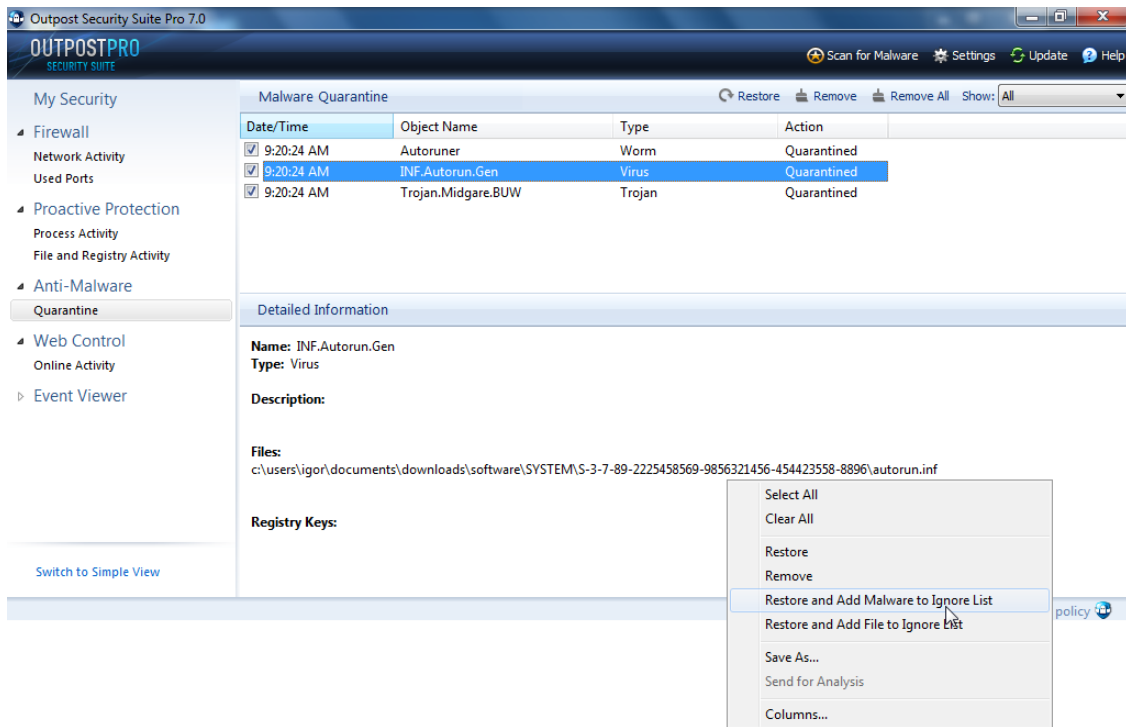 Outpost Security Suite Pro 7.0
OUTPOSTPRO
SECURITY SUITE
Scan for Malware Settings Update Help
My Security
Firewall
Network Activity
Used Ports
Proactive Protection
Process Activity
File and Registry Activity
Anti-Malware
Quarantine
Web Control
Online Activity
Event Viewer
Switch to Simple View
Malware Quarantine Restore Remove Remove All Show: All
Date/Time Object Name Type Action
9:20:24 AM Autoruner Worm Quarantined
9:20:24 AM INF.Autorun.Gen Virus Quarantined
9:20:24 AM Trojan.Midgare.BUW Trojan Quarantined
Detailed Information
Name: INF.Autorun.Gen
Type: Virus
Description:
Files:
c:\users\igor\documents\downloads\software\SYSTEM\S-3-7-89-2225458569-9856321456-454423558-8896\autorun.inf
Registry Keys:
Select All
Clear All
Restore
Remove
Restore and Add Malware to Ignore List
Restore and Add File to Ignore List
Save As...
Send for Analysis
Columns...
policy